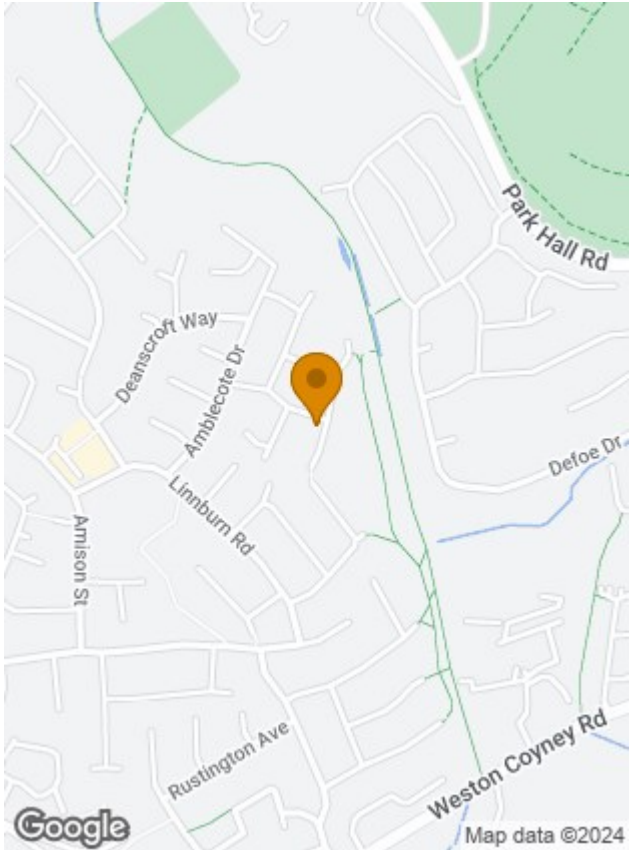 Park Hall Rd
Deanscroft Way
Amblecote Dr
Defoe Dr
Linnburn Rd
Amison St
Rustington Ave
Weston Coyney Rd
Google
Map data ©2024